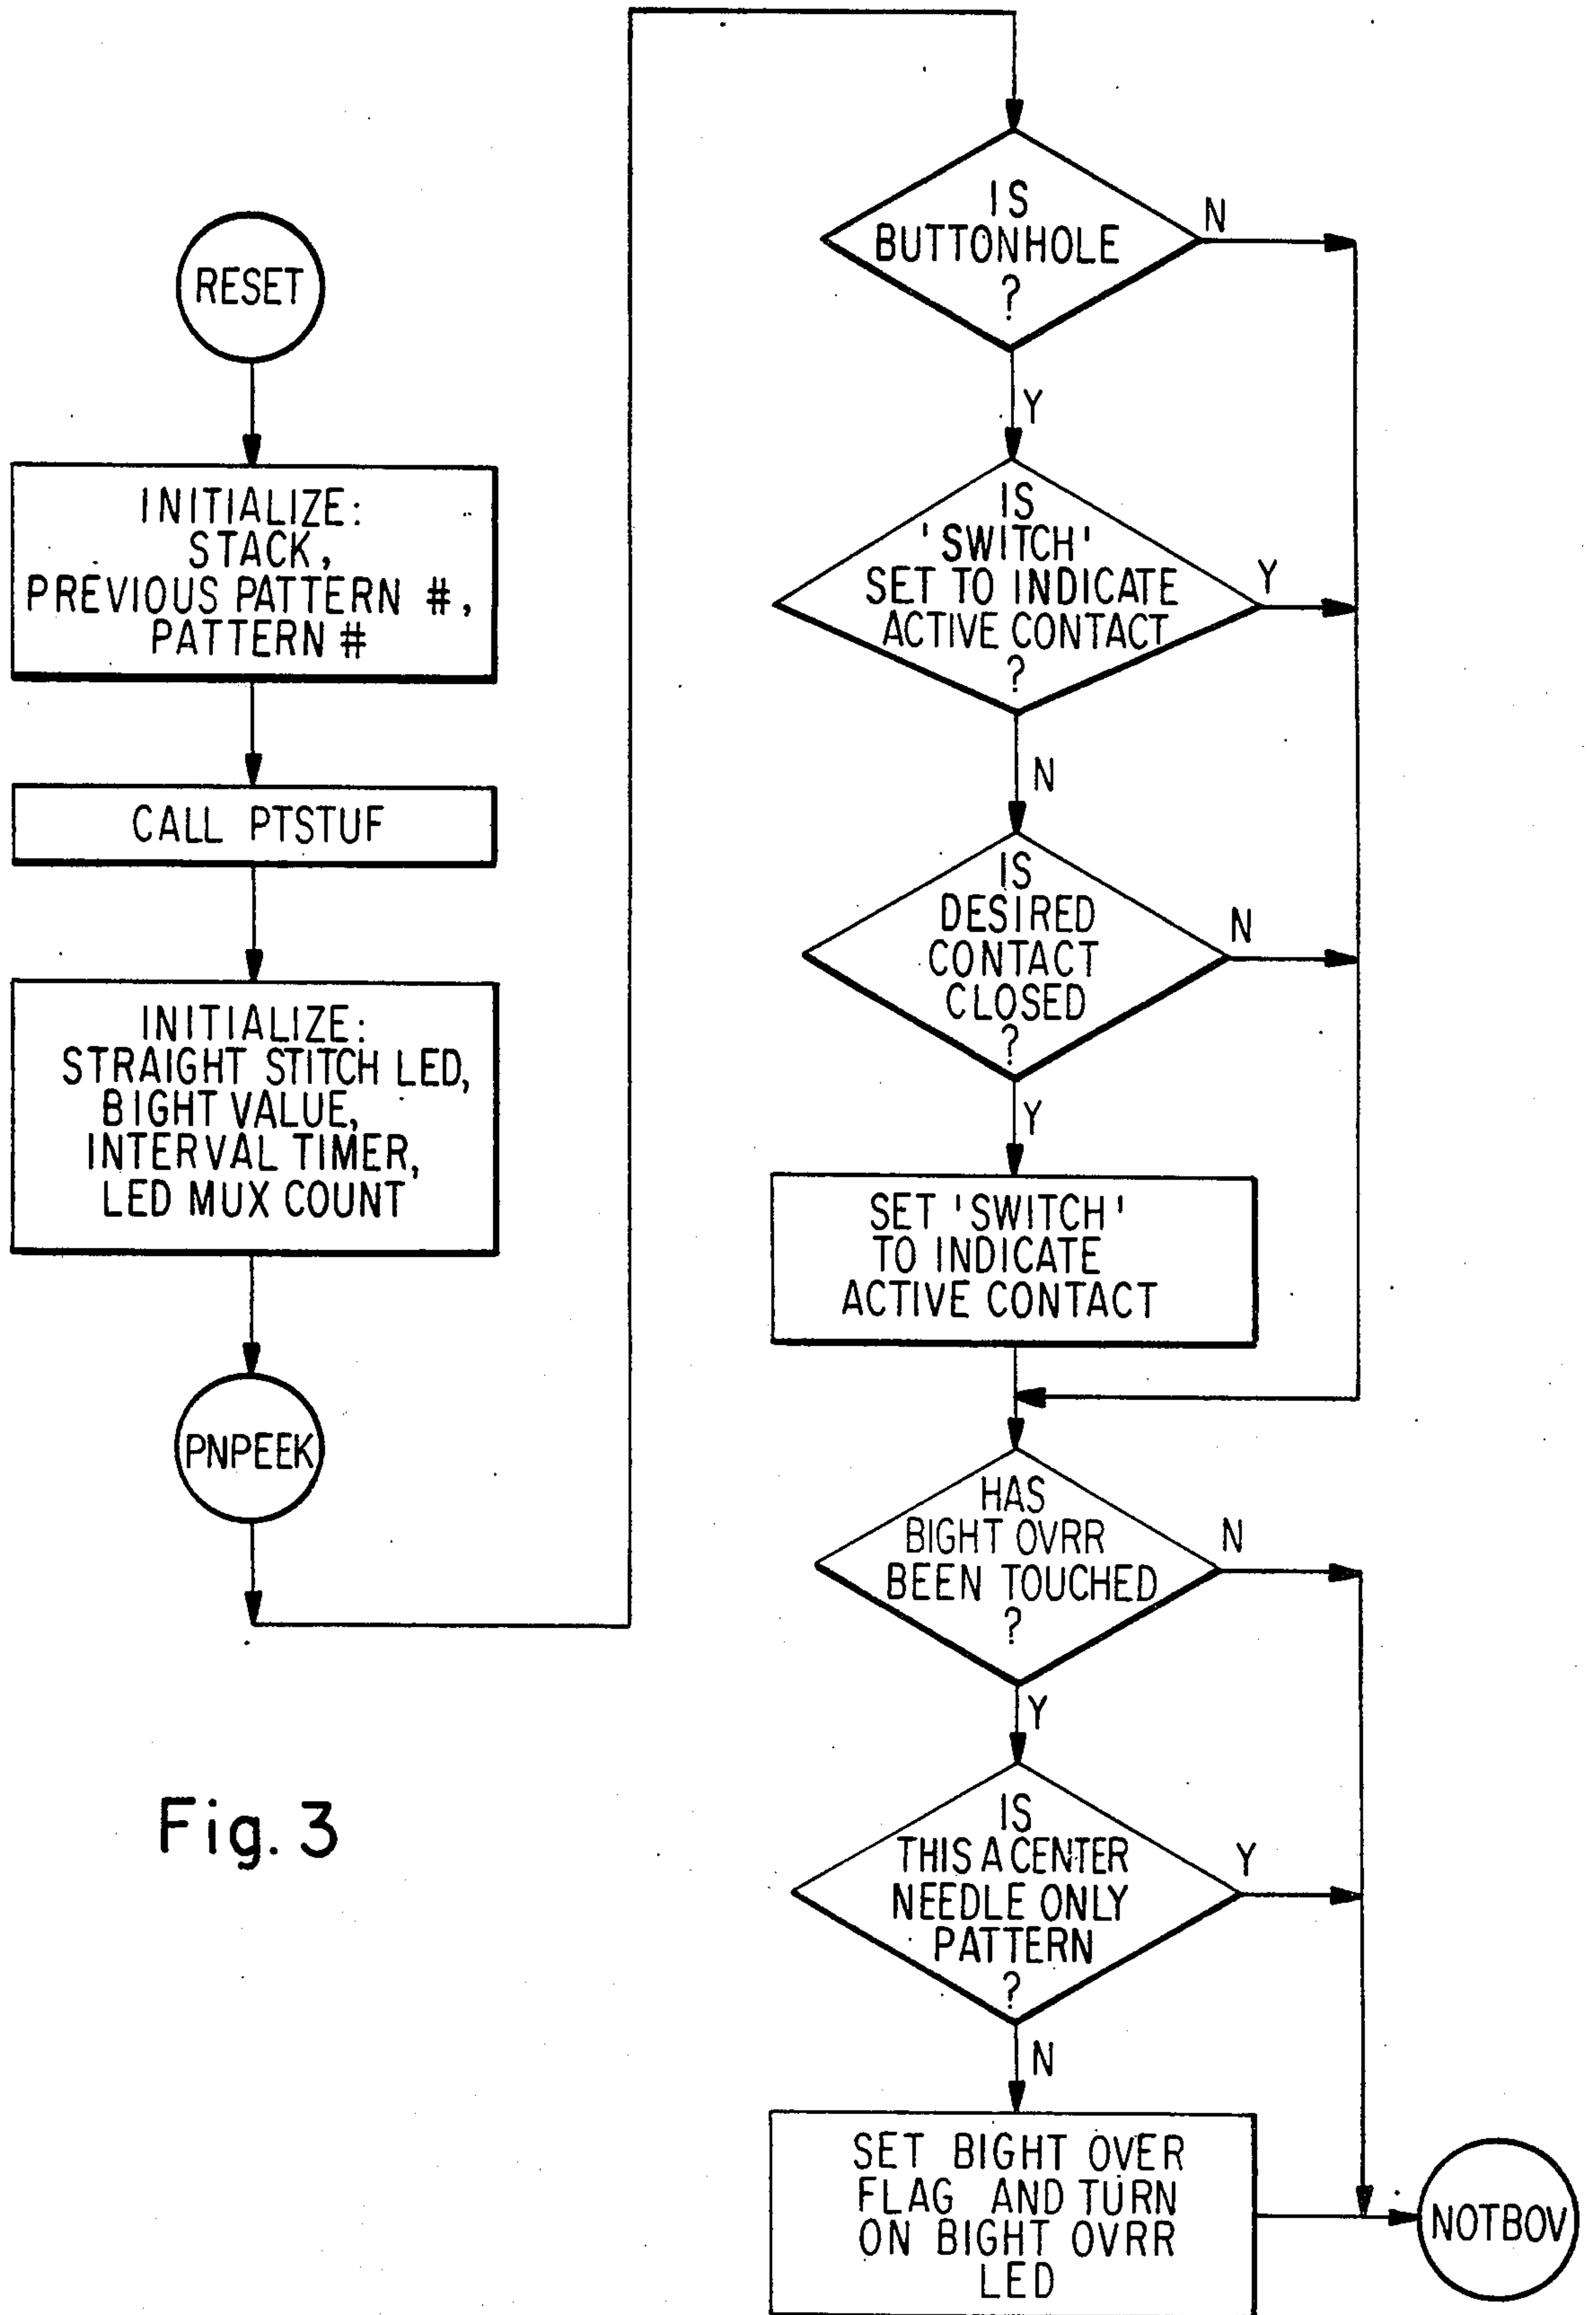 RESET
INITIALIZE:
STACK,
PREVIOUS PATTERN #,
PATTERN #
CALL PTSTUF
INITIALIZE:
STRAIGHT STITCH LED,
BIGHT VALUE,
INTERVAL TIMER,
LED MUX COUNT
PNPEEK
Fig. 3
IS
BUTTONHOLE
?
N
Y
IS
'SWITCH'
SET TO INDICATE
ACTIVE CONTACT
?
Y
N
IS
DESIRED
CONTACT
CLOSED
?
N
Y
SET 'SWITCH'
TO INDICATE
ACTIVE CONTACT
HAS
BIGHT OVRR
BEEN TOUCHED
?
N
Y
IS
THIS A CENTER
NEEDLE ONLY
PATTERN
?
Y
N
SET BIGHT OVER
FLAG AND TURN
ON BIGHT OVRR
LED
NOTBOV